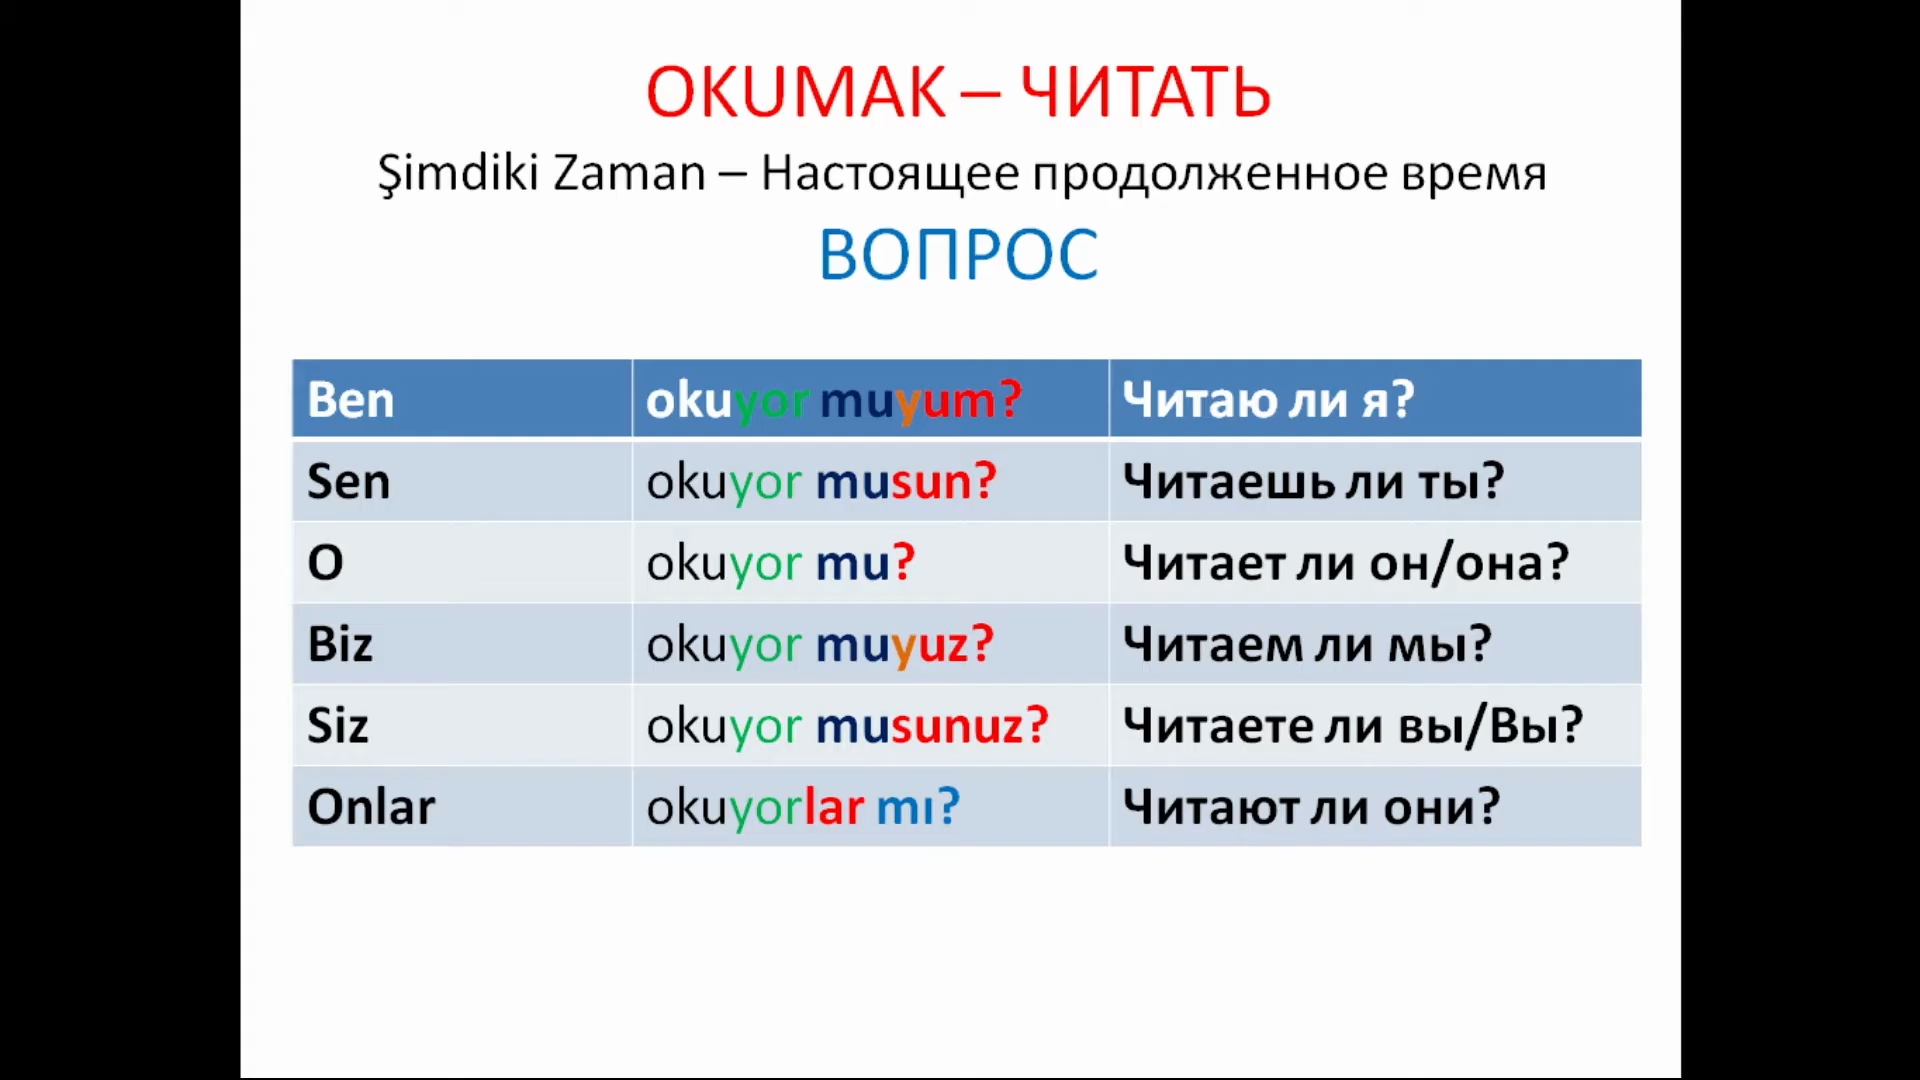 OKUMAK – ЧИТАТЬ
Şimdiki Zaman – Настоящее продолженное время
ВОПРОС
Ben okuyor muyum? Читаю ли я?
Sen okuyor musun? Читаешь ли ты?
O okuyor mu? Читает ли он/она?
Biz okuyor muyuz? Читаем ли мы?
Siz okuyor musunuz? Читаете ли вы/Вы?
Onlar okuyorlar mı? Читают ли они?